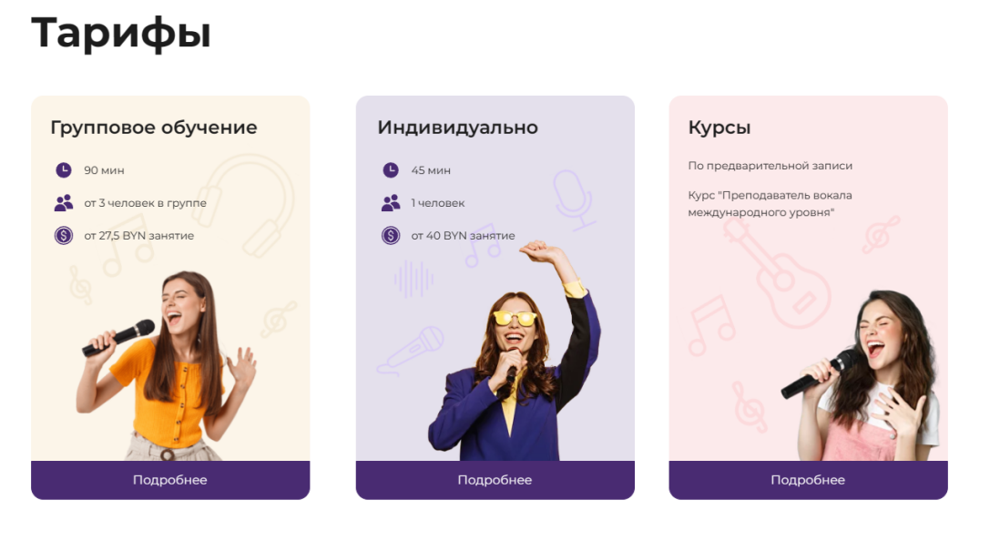 Тарифы
Групповое обучение
90 мин
от 3 человек в группе
от 27,5 BYN занятие
Подробнее
Индивидуально
45 мин
1 человек
от 40 BYN занятие
Подробнее
Курсы
По предварительной записи
Курс "Преподаватель вокала
международного уровня"
Подробнее